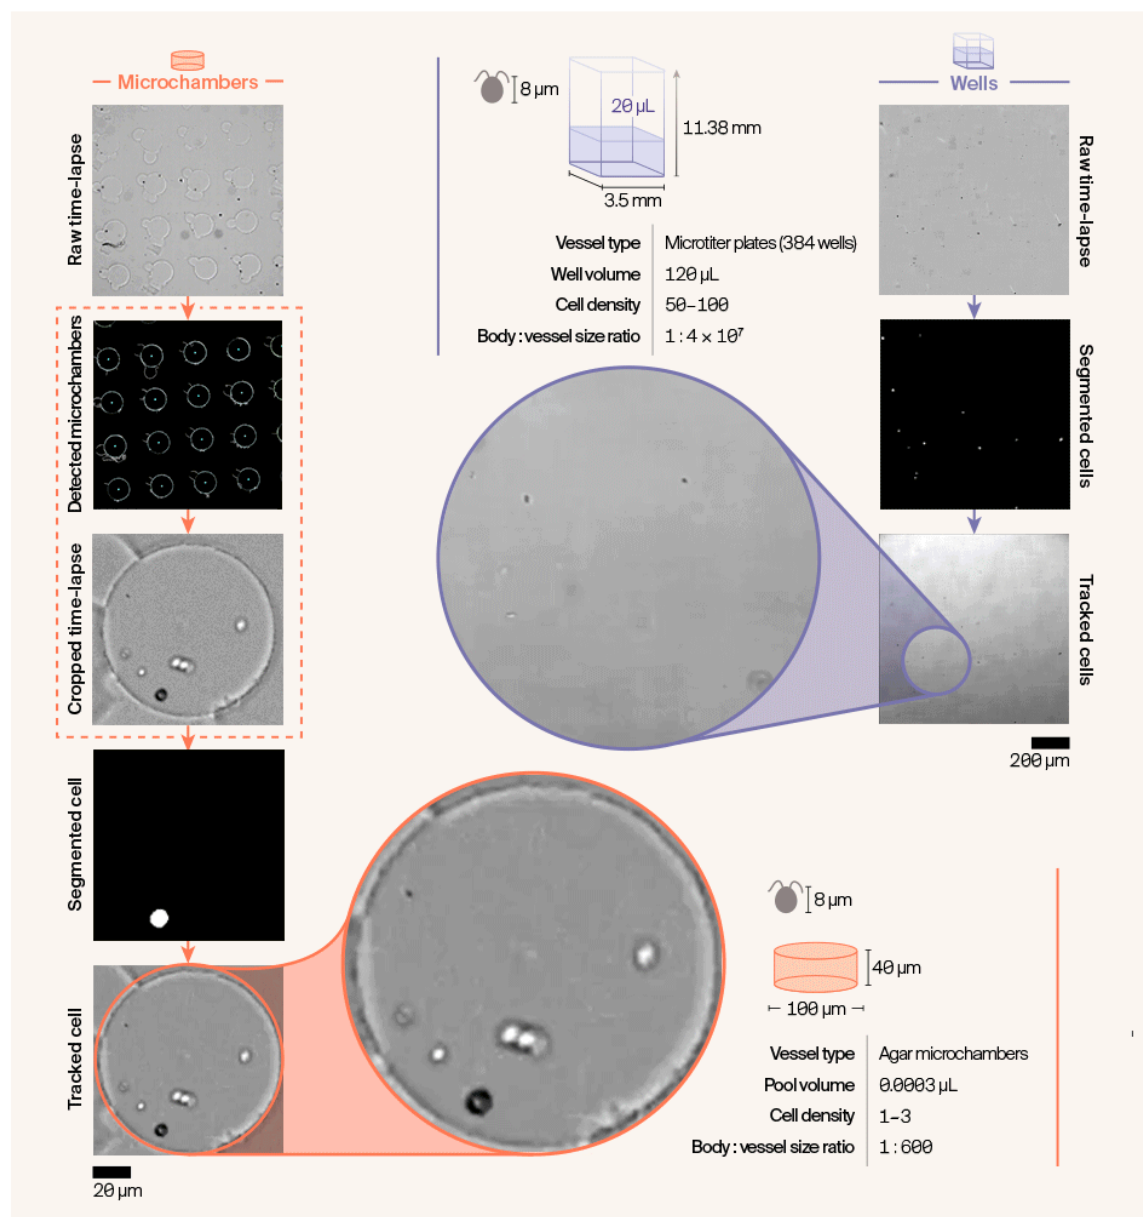 Microchambers
Raw time-lapse
Detected microchambers
Cropped time-lapse
Segmented cell
Tracked cell
20 µm
8 µm
20 µL
11.38 mm
3.5 mm
Vessel type Microtiter plates (384 wells)
Well volume 120 µL
Cell density 50–100
Body : vessel size ratio 1 : 4 × 10⁷
Wells
Raw time-lapse
Segmented cells
Tracked cells
200 µm
8 µm
40 µm
100 µm
Vessel type Agar microchambers
Pool volume 0.0003 µL
Cell density 1–3
Body : vessel size ratio 1 : 600